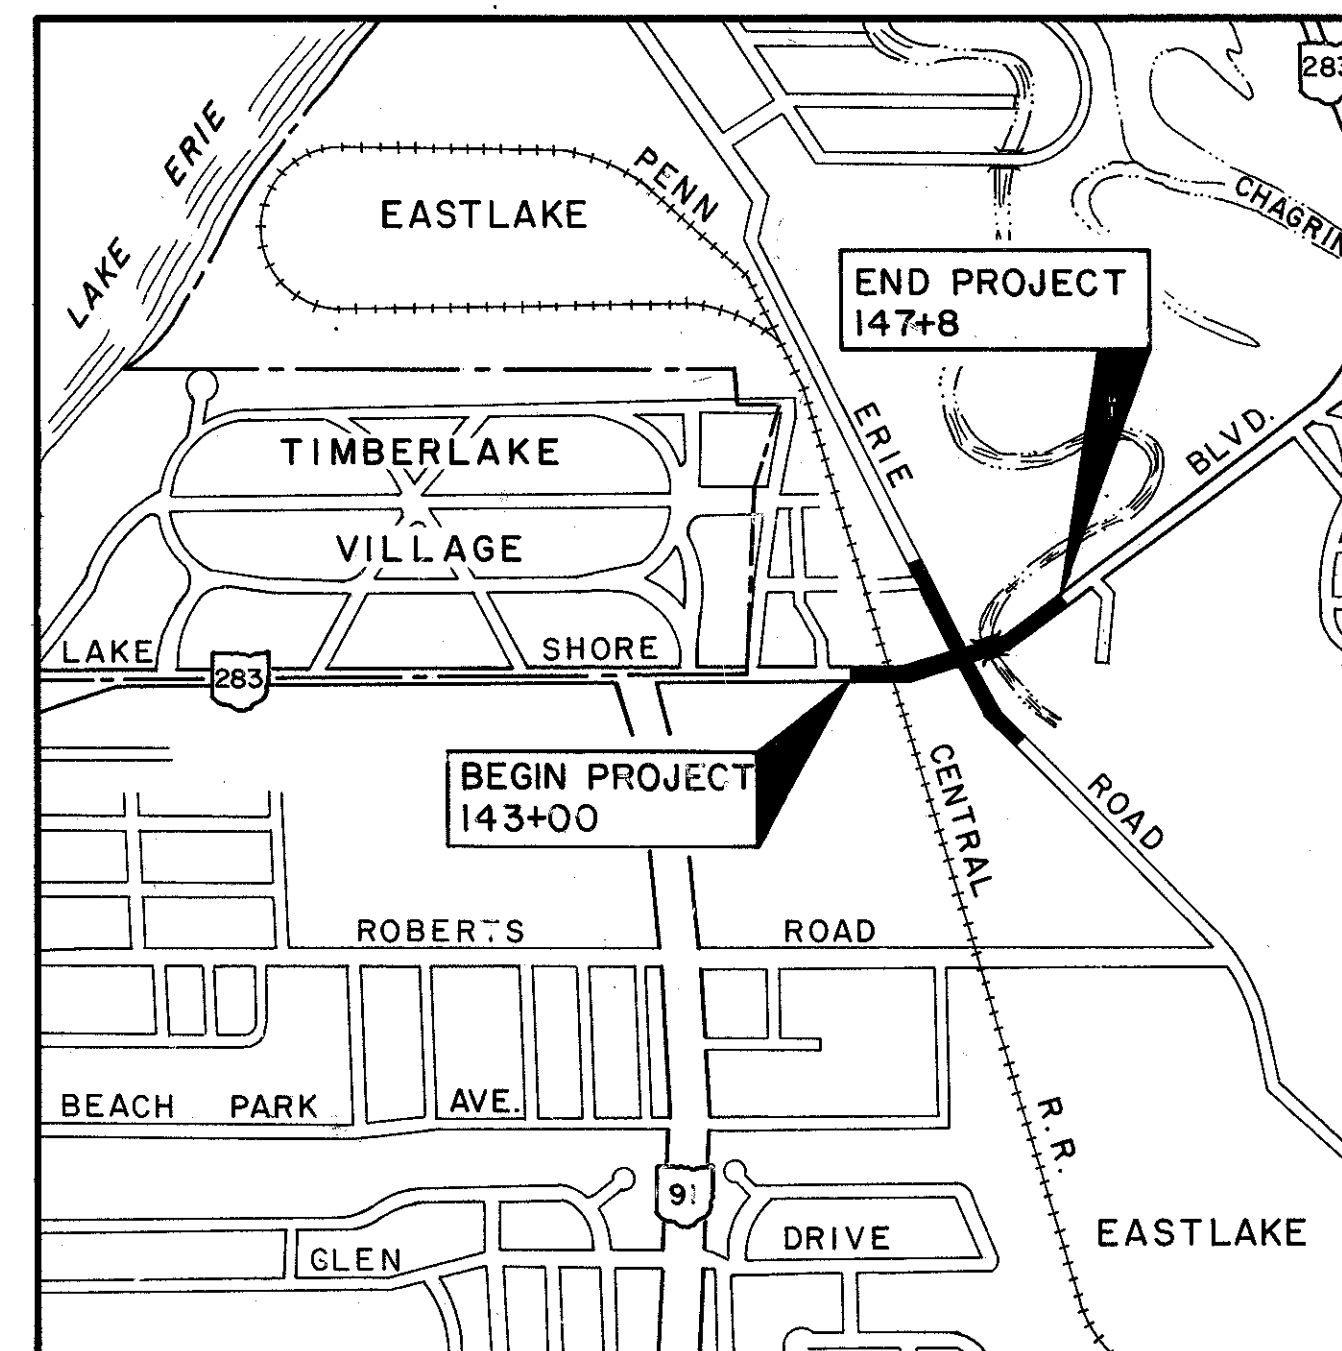 283
LAKE ERIE
PENN
EASTLAKE
CHAGRIN
END PROJECT
147+8
ERIE
BLVD.
TIMBERLAKE
VILLAGE
LAKE
283
SHORE
BEGIN PROJECT
143+00
CENTRAL
ROAD
ROBERTS
ROAD
BEACH PARK AVE.
R. R.
91
GLEN
DRIVE
EASTLAKE